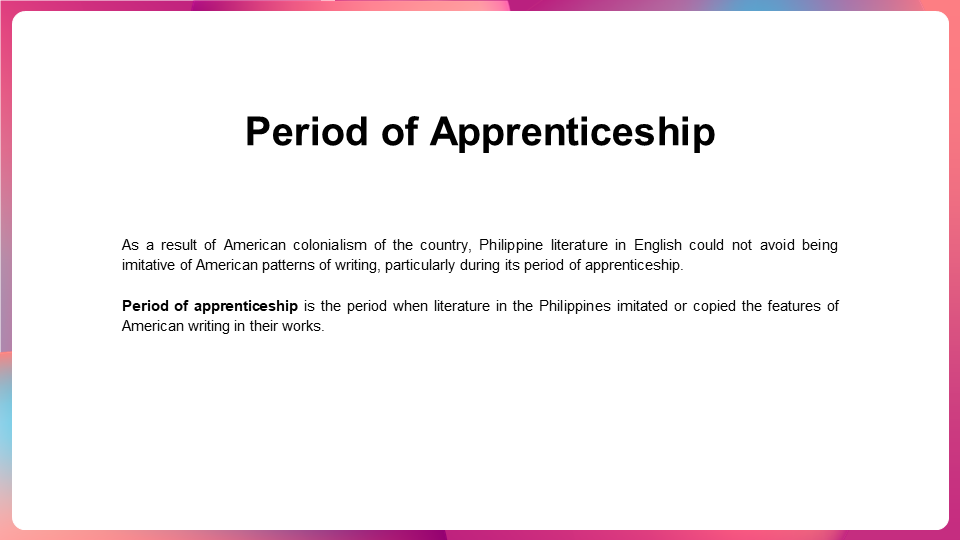 Period of Apprenticeship
As a result of American colonialism of the country, Philippine literature in English could not avoid being
imitative of American patterns of writing, particularly during its period of apprenticeship.
Period of apprenticeship is the period when literature in the Philippines imitated or copied the features of
American writing in their works.